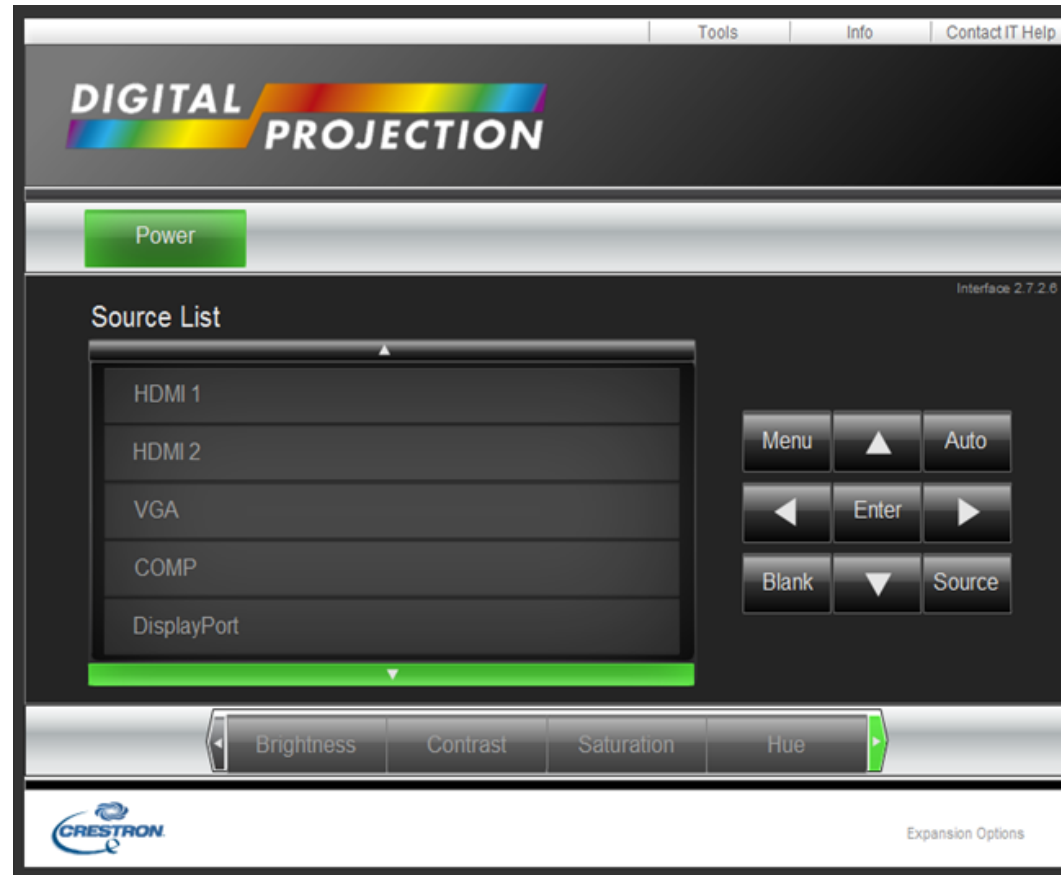 Tools Info Contact IT Help
DIGITAL
PROJECTION
Power
Interface 2.7.2.6
Source List
HDMI 1
HDMI 2
VGA
COMP
DisplayPort
Menu Auto
Enter
Blank Source
Brightness Contrast Saturation Hue
CRESTRON
Expansion Options